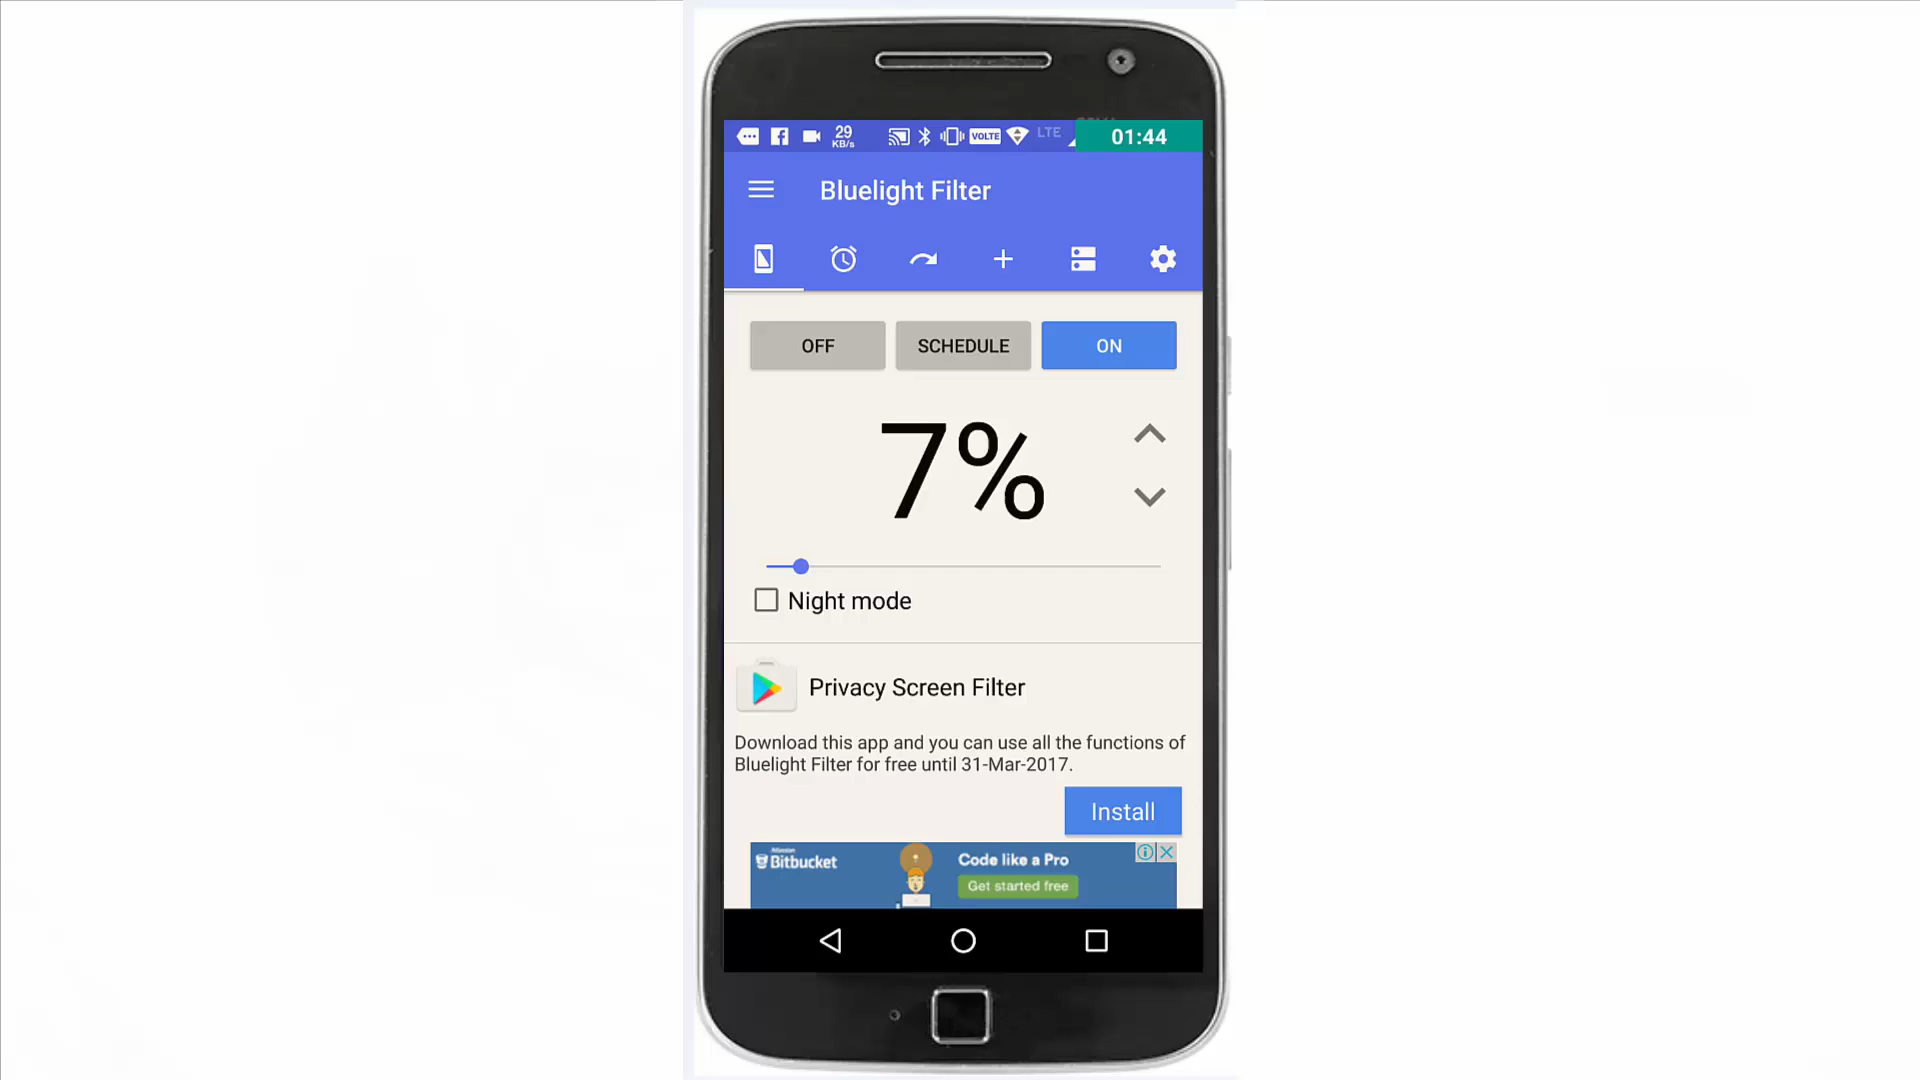 29
KB/s
VOLTE
LTE
01:44
Bluelight Filter
OFF
SCHEDULE
ON
7%
Night mode
Privacy Screen Filter
Download this app and you can use all the functions of
Bluelight Filter for free until 31-Mar-2017.
Install
Atlassian
Bitbucket
Code like a Pro
Get started free